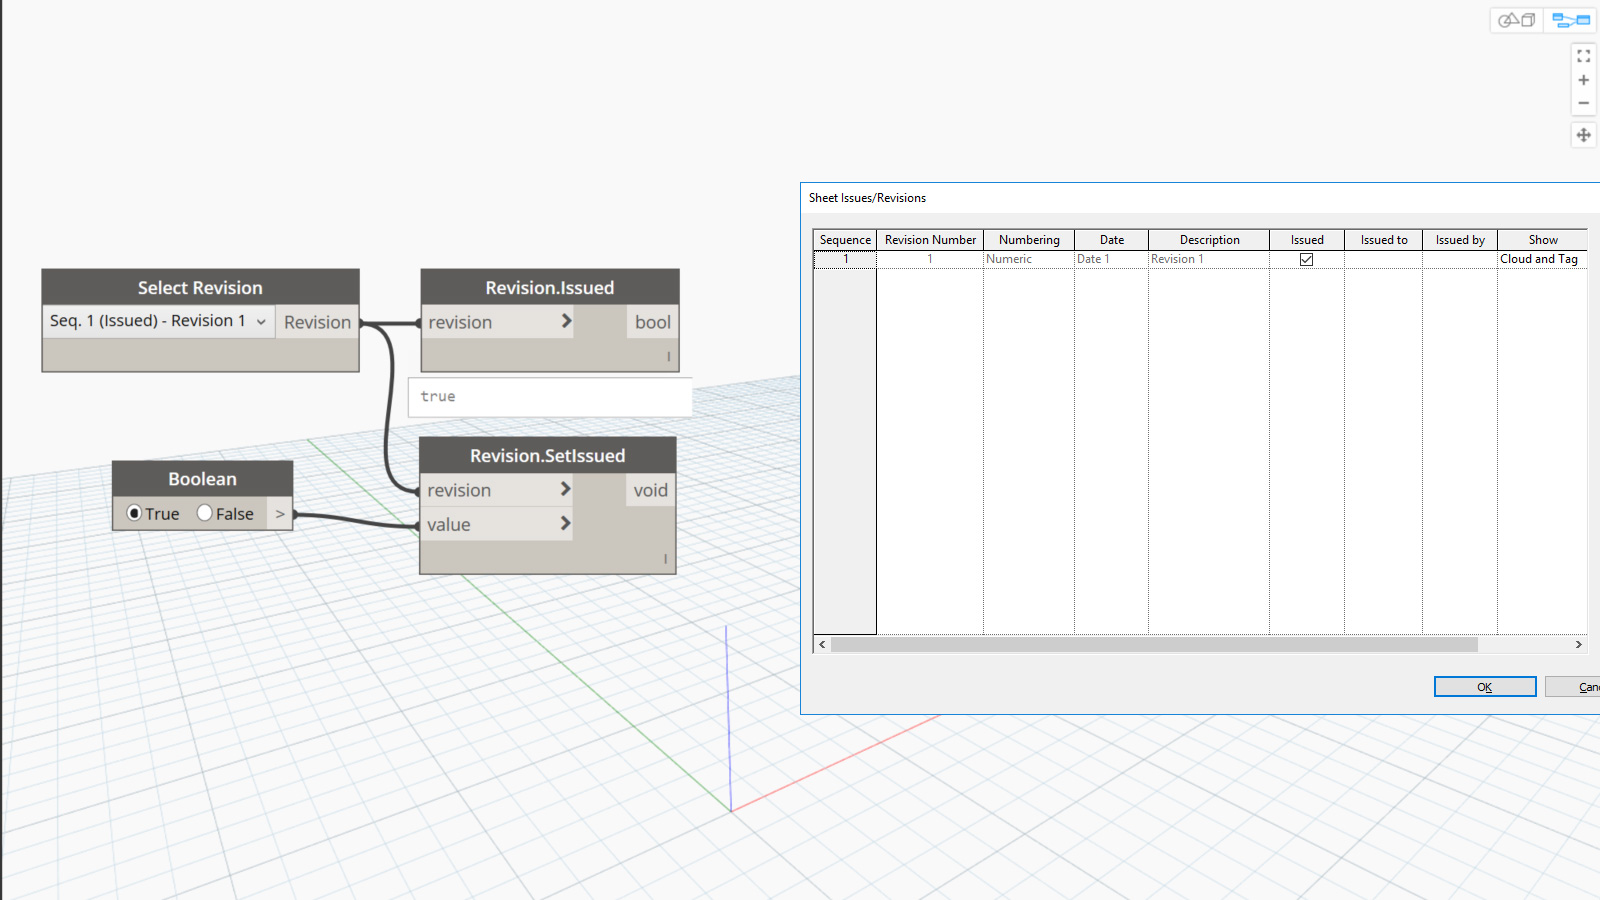 Select Revision
Seq. 1 (Issued) - Revision 1 Revision
Revision.Issued
revision > bool
l
true
Boolean
True False >
Revision.SetIssued
revision > void
value >
l
Sheet Issues/Revisions
Sequence Revision Number Numbering Date Description Issued Issued to Issued by Show
1 1 Numeric Date 1 Revision 1 Cloud and Tag
OK